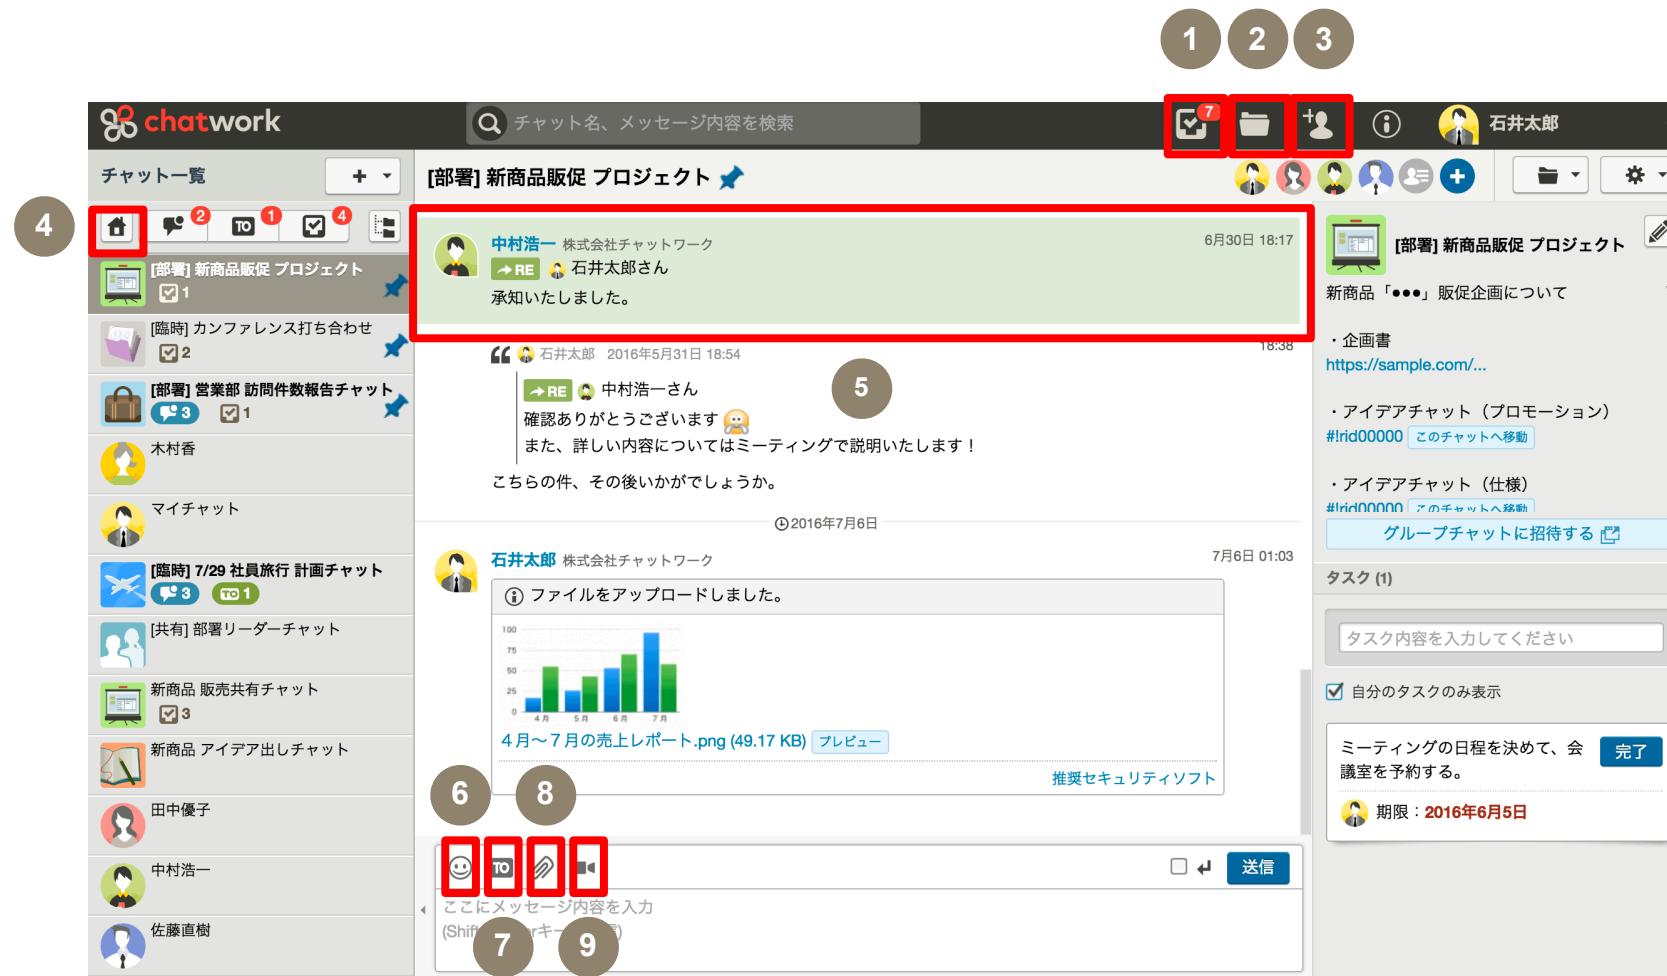 1
2
3
chatwork
チャット名、メッセージ内容を検索
7
石井太郎
チャット一覧
[部署] 新商品販促 プロジェクト
4
2
TO
1
4
[部署] 新商品販促 プロジェクト
1
[臨時] カンファレンス打ち合わせ
2
[部署] 営業部 訪問件数報告チャット
3
1
木村香
マイチャット
[臨時] 7/29 社員旅行 計画チャット
3
TO 1
[共有] 部署リーダーチャット
新商品 販売共有チャット
3
新商品 アイデア出しチャット
田中優子
中村浩一
佐藤直樹
中村浩一 株式会社チャットワーク
6月30日 18:17
RE 石井太郎さん
承知いたしました。
18:38
石井太郎 2016年5月31日 18:54
5
RE 中村浩一さん
確認ありがとうございます
また、詳しい内容についてはミーティングで説明いたします！
こちらの件、その後いかがでしょうか。
2016年7月6日
石井太郎 株式会社チャットワーク
7月6日 01:03
ファイルをアップロードしました。
100
75
50
25
0
4月 5月 6月 7月
4月～7月の売上レポート.png (49.17 KB) プレビュー
推奨セキュリティソフト
6
8
TO
送信
ここにメッセージ内容を入力
(Shif
7
9
[部署] 新商品販促 プロジェクト
新商品「●●●」販促企画について
・企画書
https://sample.com/...
・アイデアチャット（プロモーション）
#!rid00000 このチャットへ移動
・アイデアチャット（仕様）
#!rid00000 このチャットへ移動
グループチャットに招待する
タスク (1)
タスク内容を入力してください
自分のタスクのみ表示
ミーティングの日程を決めて、会
議室を予約する。
完了
期限：2016年6月5日